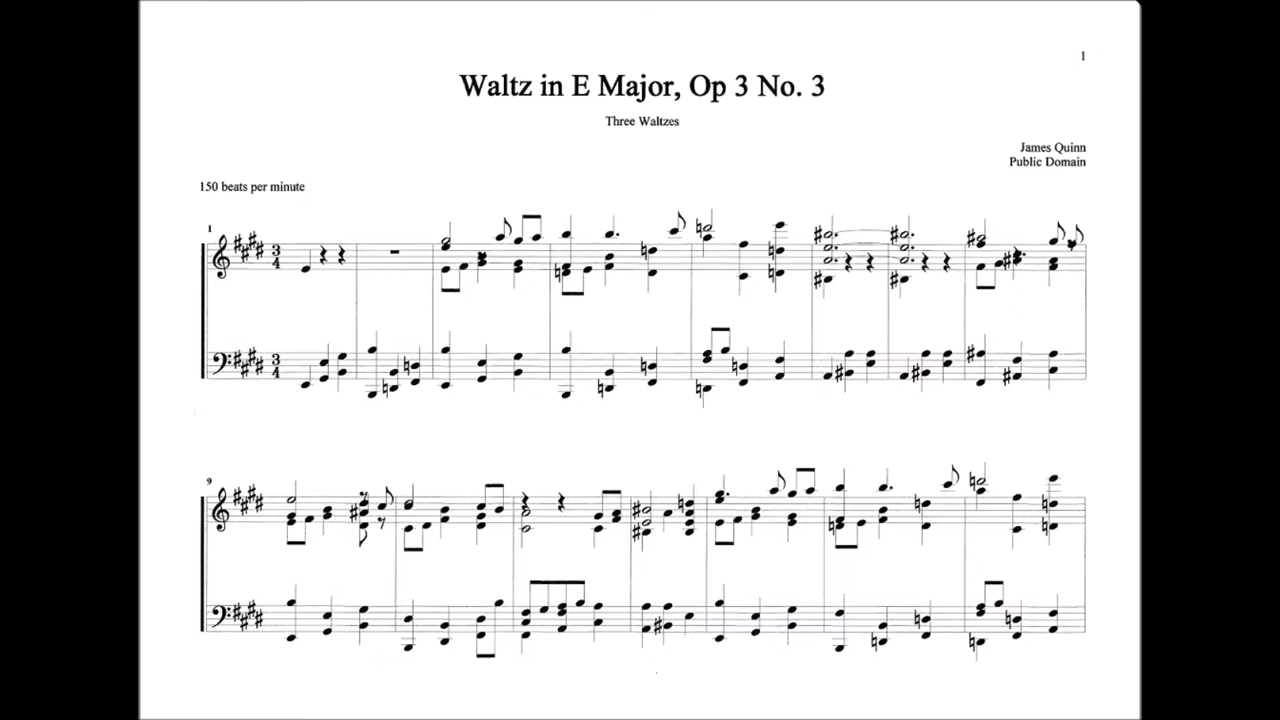 1
Waltz in E Major, Op 3 No. 3
Three Waltzes
James Quinn
Public Domain
150 beats per minute
1
3
4
3
4
9